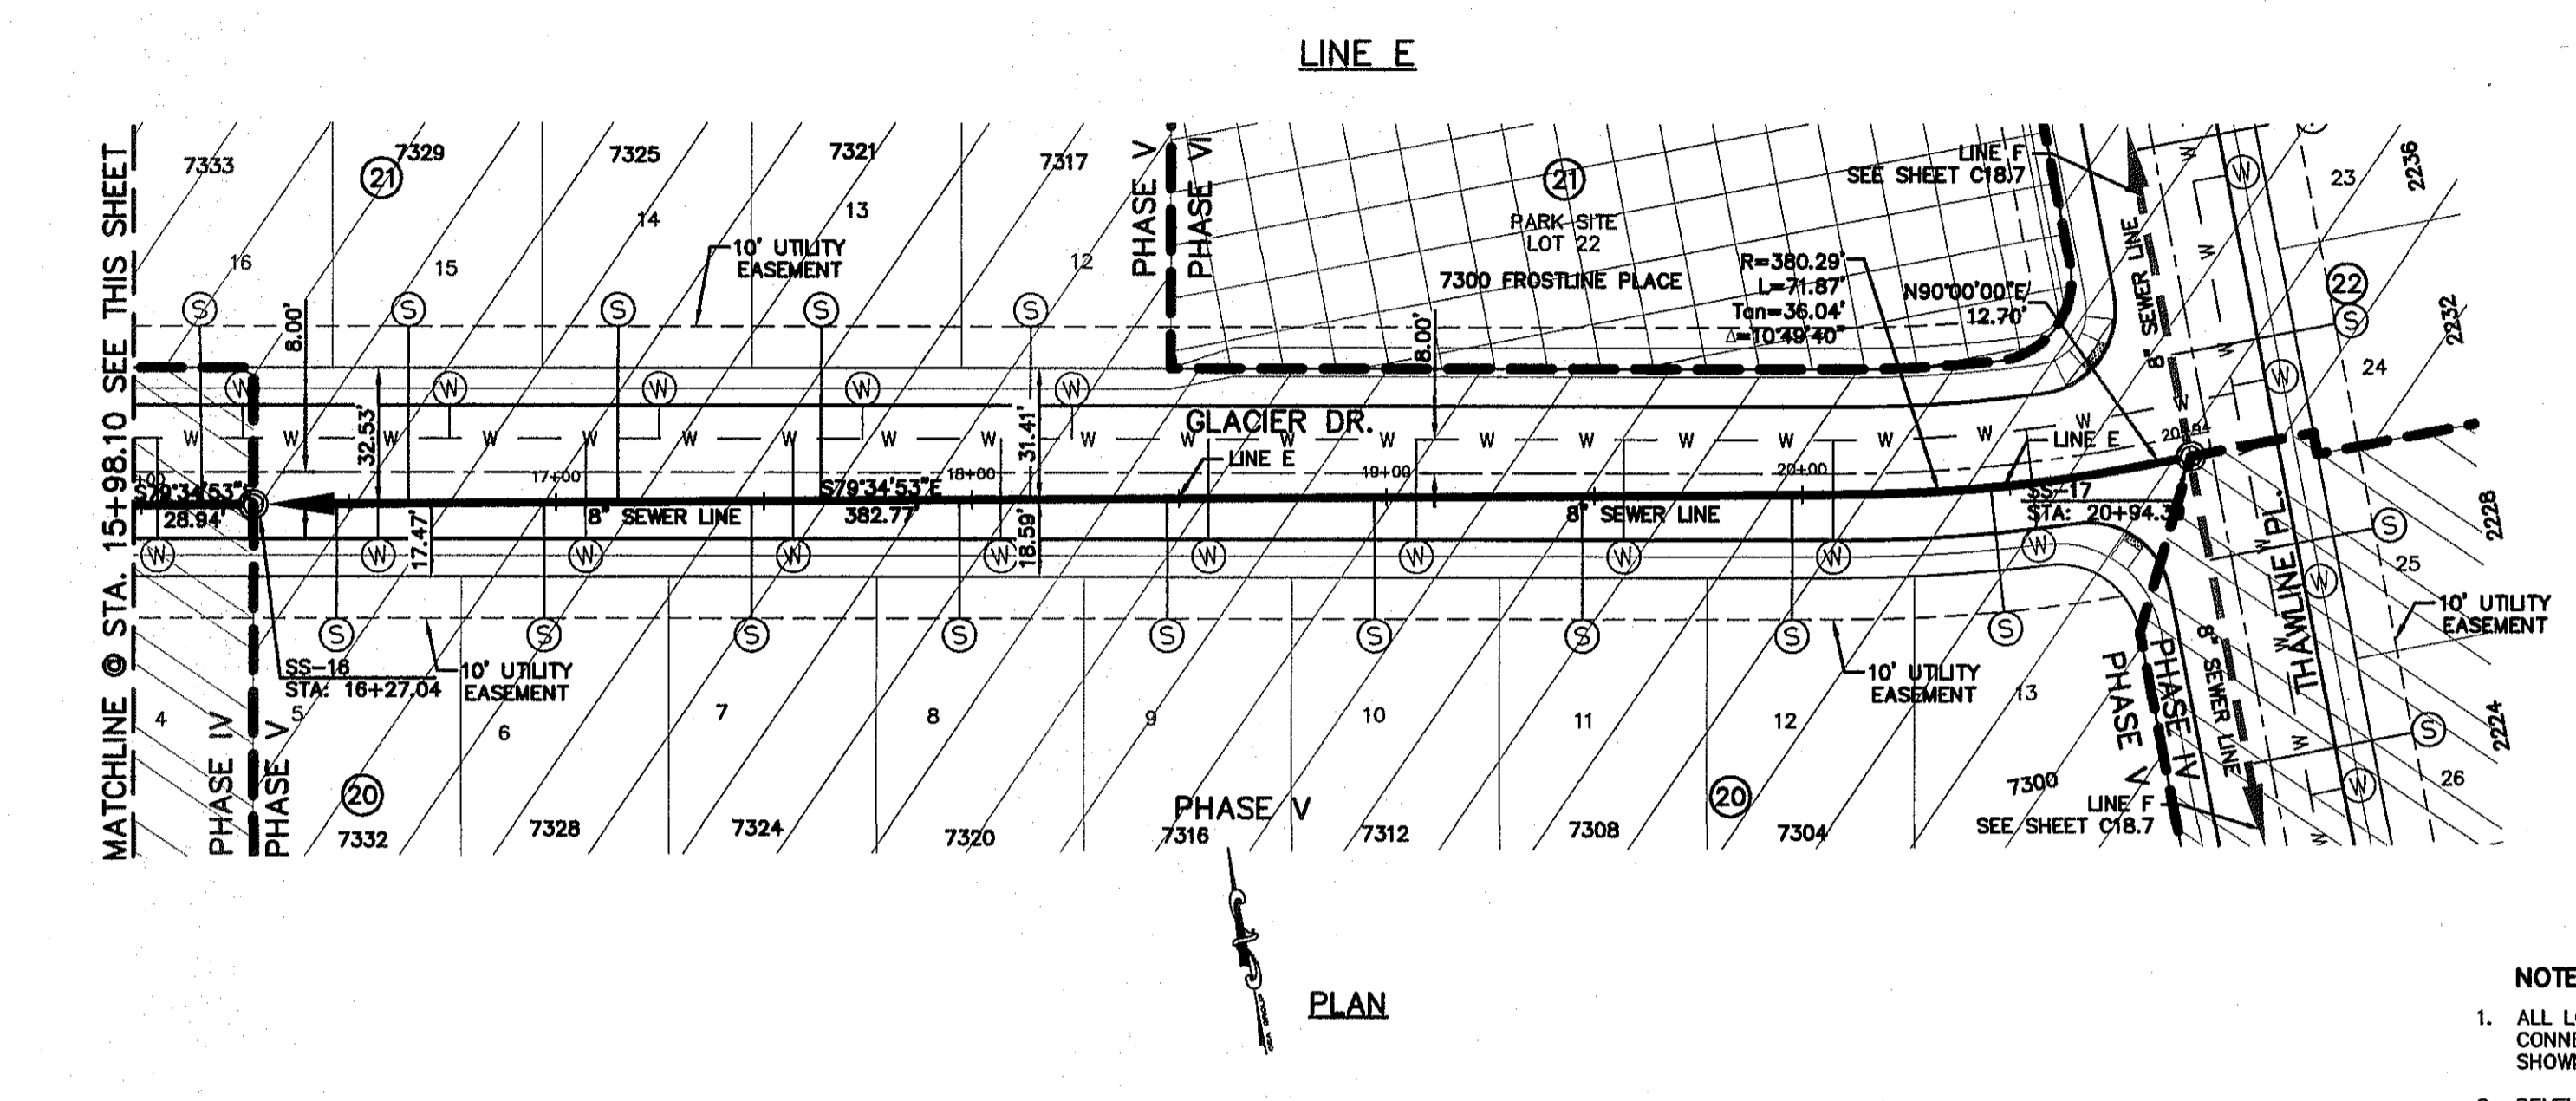 LINE E
MATCHLINE @ STA. 15+98.10 SEE THIS SHEET
7333
7329
7325
7321
7317
21
16
15
14
13
12
10' UTILITY
EASEMENT
PHASE V
PHASE VI
21
PARK SITE
LOT 22
7300 FROSTLINE PLACE
R=380.29'
L=71.87'
Tan=36.04'
Δ=10°49'40"
N90°00'00"E
12.70'
LINE F
SEE SHEET C18.7
8" SEWER LINE
23
2236
22
2232
24
S
S
S
S
S
S
8.00'
8.00'
32.53'
31.41'
W
W
W
W
W
GLACIER DR.
LINE E
LINE E
17+00
18+00
19+00
20+00
S79°34'53"E
28.94'
S79°34'53"E
382.77'
8" SEWER LINE
8" SEWER LINE
17.47'
18.59'
SS-17
W
W
W
W
W
W
W
W
W
W
S
S
S
S
S
S
S
S
S
SS-16
STA: 16+27.04
10' UTILITY
EASEMENT
10' UTILITY
EASEMENT
THAWLINE PL.
2228
25
10' UTILITY
EASEMENT
8" SEWER LINE
2224
26
4
5
6
7
8
9
10
11
12
13
PHASE IV
PHASE V
PHASE V
PHASE IV
20
20
7332
7328
7324
7320
PHASE V
7316
7312
7308
7304
7300
LINE F
SEE SHEET C18.7
PLAN
NOTE
1. ALL L
CONNE
SHOW